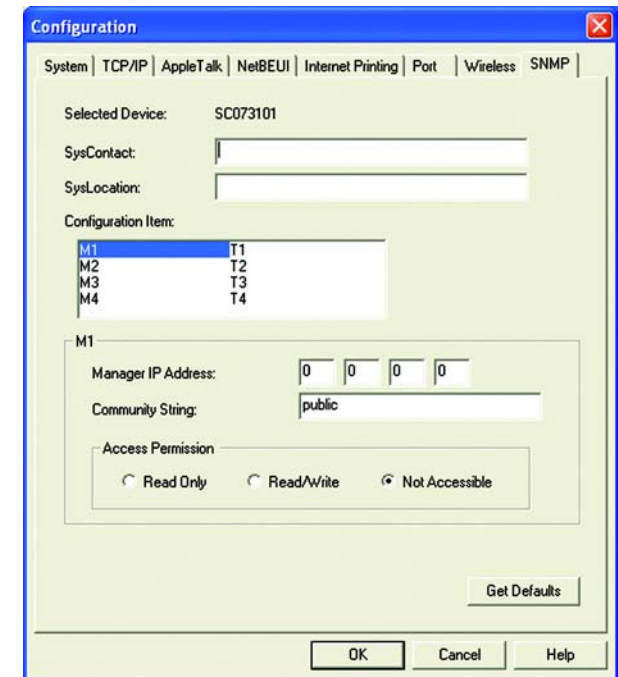 Configuration
System TCP/IP AppleTalk NetBEUI Internet Printing Port Wireless SNMP
Selected Device: SC073101
SysContact:
SysLocation:
Configuration Item:
M1 T1
M2 T2
M3 T3
M4 T4
M1
Manager IP Address: 0 0 0 0
Community String: public
Access Permission
Read Only Read/Write Not Accessible
Get Defaults
OK Cancel Help